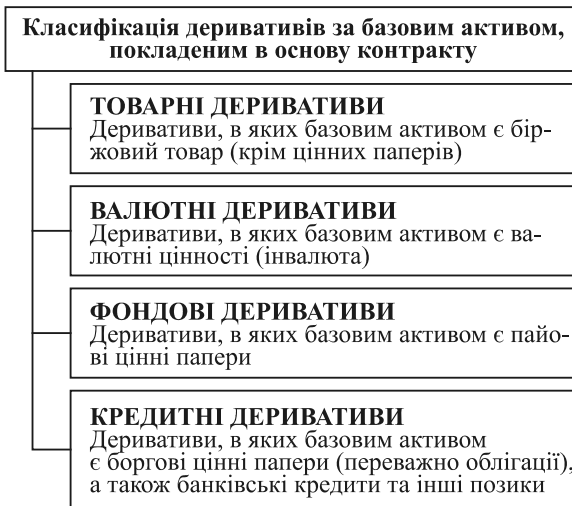 Класифікація деривативів за базовим активом,
покладеним в основу контракту
ТОВАРНІ ДЕРИВАТИВИ
Деривативи, в яких базовим активом є бір-
жовий товар (крім цінних паперів)
ВАЛЮТНІ ДЕРИВАТИВИ
Деривативи, в яких базовим активом є ва-
лютні цінності (інвалюта)
ФОНДОВІ ДЕРИВАТИВИ
Деривативи, в яких базовим активом є пайо-
ві цінні папери
КРЕДИТНІ ДЕРИВАТИВИ
Деривативи, в яких базовим активом
є боргові цінні папери (переважно облігації),
а також банківські кредити та інші позики